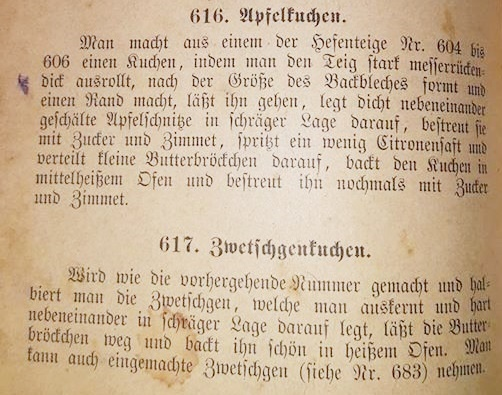 616. Apfelkuchen.
Man macht aus einem der Hefenteige Nr. 604 bis
606 einen Kuchen, indem man den Teig stark messerrücken-
dick ausrollt, nach der Größe des Backbleches formt und
einen Rand macht, läßt ihn gehen, legt dicht nebeneinander
geschälte Apfelschnitze in schräger Lage darauf, bestreut sie
mit Zucker und Zimmet, spritzt ein wenig Citronensaft und
verteilt kleine Butterbröckchen darauf, backt den Kuchen in
mittelheißem Ofen und bestreut ihn nochmals mit Zucker
und Zimmet.
617. Zwetschgenkuchen.
Wird wie die vorhergehende Nummer gemacht und hal-
biert man die Zwetschgen, welche man auskernt und hart
nebeneinander in schräger Lage darauf legt, läßt die Butter-
bröckchen weg und backt ihn schön in heißem Ofen. Man
kann auch eingemachte Zwetschgen (siehe Nr. 683) nehmen.